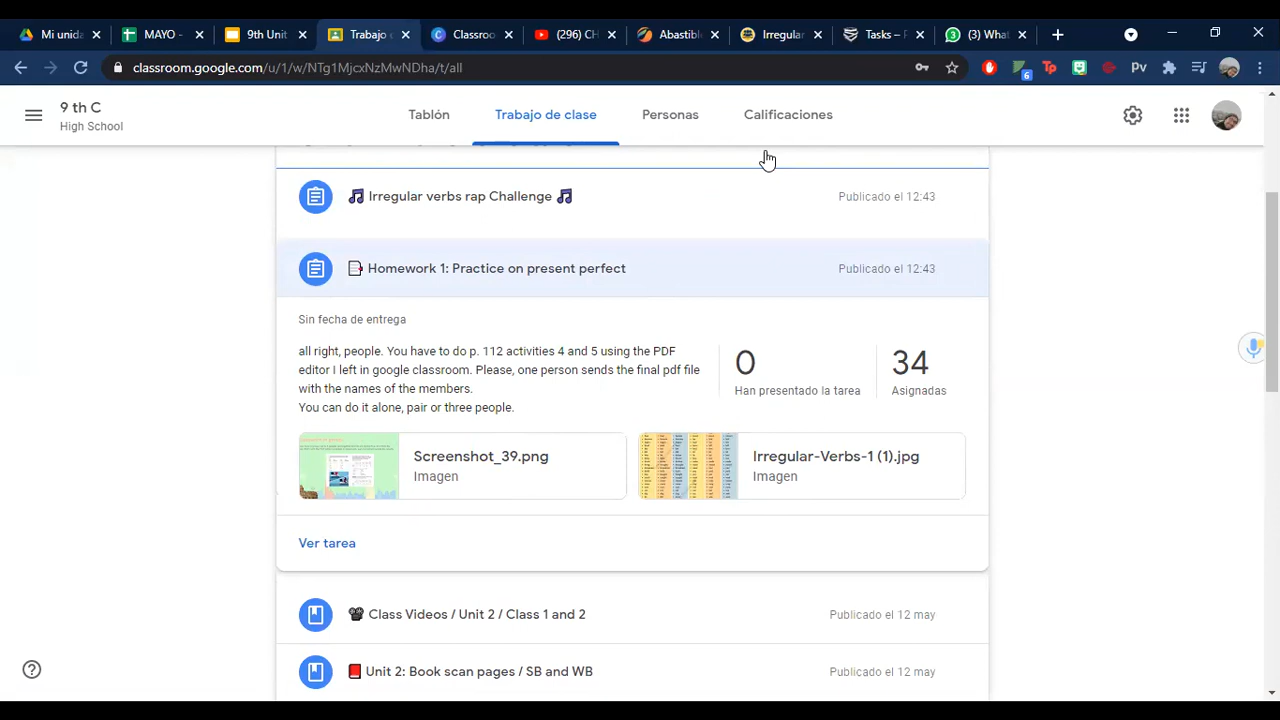 Mi unida
MAYO -
9th Unit
Trabajo
Classro
(296) CH
Abastible
Irregular
Tasks – F
(3) What
classroom.google.com/u/1/w/NTg1MjcxNzMwNDha/t/all
6
Tp
Pv
9 th C
High School
Tablón
Trabajo de clase
Personas
Calificaciones
Irregular verbs rap Challenge
Publicado el 12:43
Homework 1: Practice on present perfect
Publicado el 12:43
Sin fecha de entrega
all right, people. You have to do p. 112 activities 4 and 5 using the PDF
editor I left in google classroom. Please, one person sends the final pdf file
with the names of the members.
You can do it alone, pair or three people.
0
Han presentado la tarea
34
Asignadas
Screenshot_39.png
Imagen
Irregular-Verbs-1 (1).jpg
Imagen
Ver tarea
Class Videos / Unit 2 / Class 1 and 2
Publicado el 12 may
Unit 2: Book scan pages / SB and WB
Publicado el 12 may